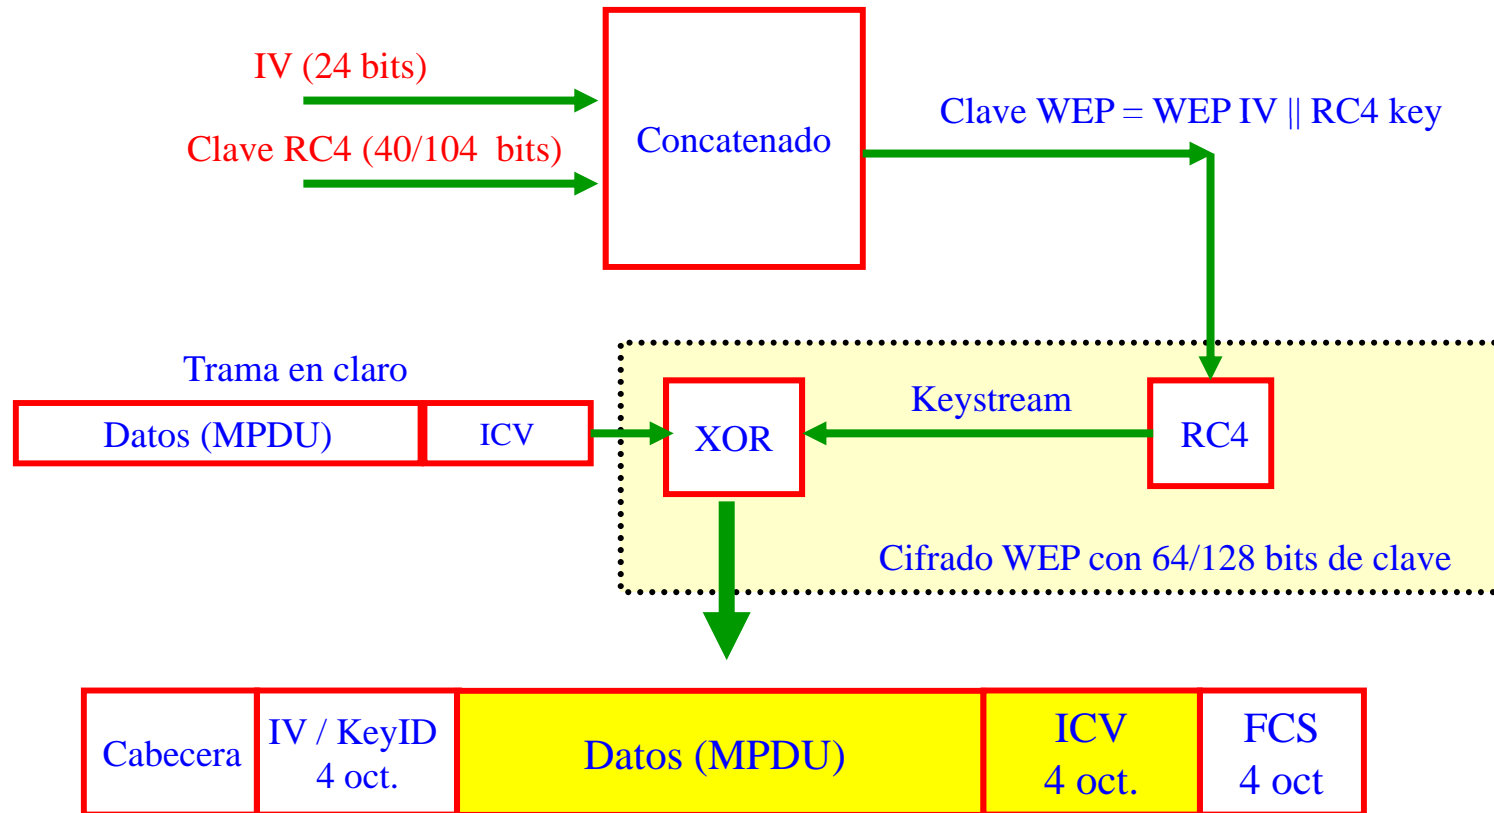 IV (24 bits)
Clave RC4 (40/104 bits)
Concatenado
Clave WEP = WEP IV || RC4 key
Trama en claro
Datos (MPDU)
ICV
XOR
Keystream
RC4
Cifrado WEP con 64/128 bits de clave
Cabecera
IV / KeyID
4 oct.
Datos (MPDU)
ICV
4 oct.
FCS
4 oct